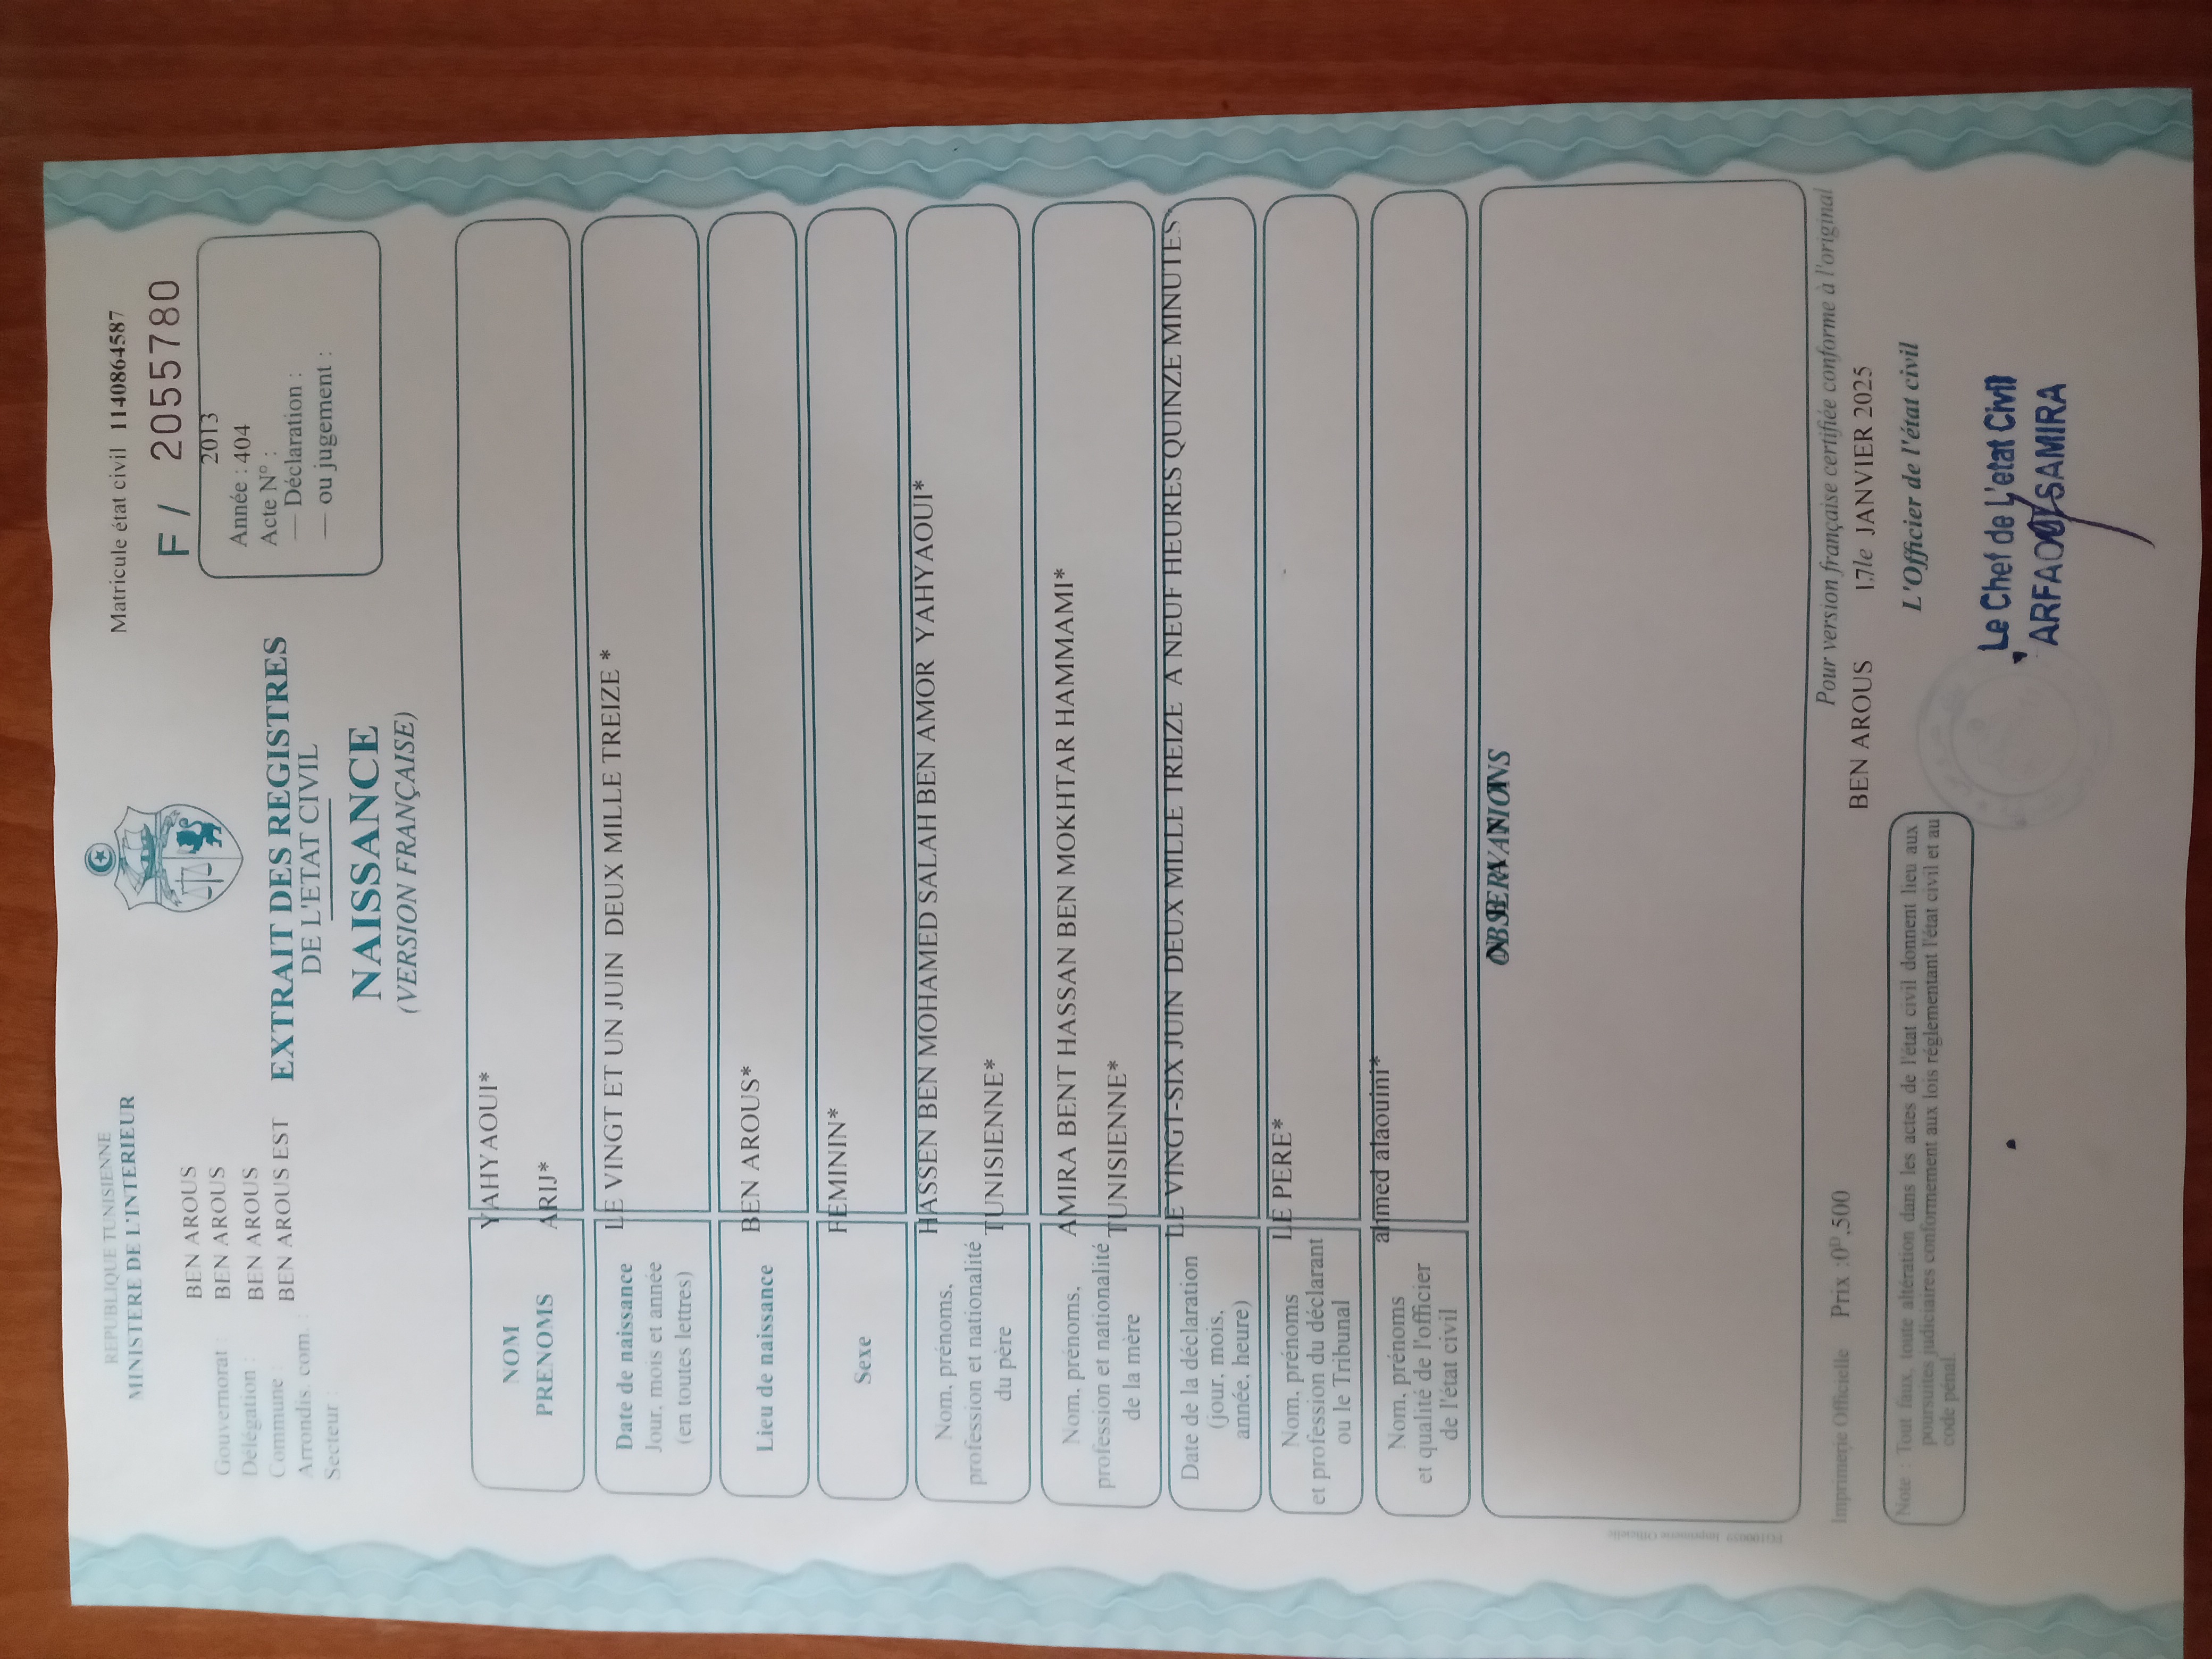 REPUBLIQUE TUNISIENNE
MINISTERE DE L'INTERIEUR
Matricule état civil 1140864587
F / 2055780
BEN AROUS
Gouvernorat : BEN AROUS
Délégation : BEN AROUS
Commune : BEN AROUS EST
Arrondis. com. :
Secteur :
2013
Année : 404
Acte N° :
— Déclaration :
— ou jugement :
EXTRAIT DES REGISTRES
DE L'ETAT CIVIL
NAISSANCE
(VERSION FRANÇAISE)
NOM YAHYAOUI*
PRENOMS ARIJ*
Date de naissance LE VINGT ET UN JUIN DEUX MILLE TREIZE *
Jour, mois et année
(en toutes lettres)
Lieu de naissance BEN AROUS*
Sexe FEMININ*
Nom, prénoms, HASSEN BEN MOHAMED SALAH BEN AMOR YAHYAOUI*
profession et nationalité
du père TUNISIENNE*
Nom, prénoms, AMIRA BENT HASSAN BEN MOKHTAR HAMMAMI*
profession et nationalité
de la mère TUNISIENNE*
Date de la déclaration LE VINGT-SIX JUIN DEUX MILLE TREIZE A NEUF HEURES QUINZE MINUTES*
(jour, mois,
année, heure)
Nom, prénoms LE PERE*
et profession du déclarant
ou le Tribunal
Nom, prénoms ahmed alaouini*
et qualité de l'officier
de l'état civil
OBSERVATIONS
Imprimerie Officielle Prix : 0ᴰ,500
Pour version française certifiée conforme à l'original
BEN AROUS 17le JANVIER 2025
L'Officier de l'état civil
Note : Tout faux, toute altération dans les actes de l'état civil donnent lieu aux
poursuites judiciaires conformement aux lois réglementant l'état civil et au
code pénal.
Le Chef de L'état Civil
ARFAOUI SAMIRA